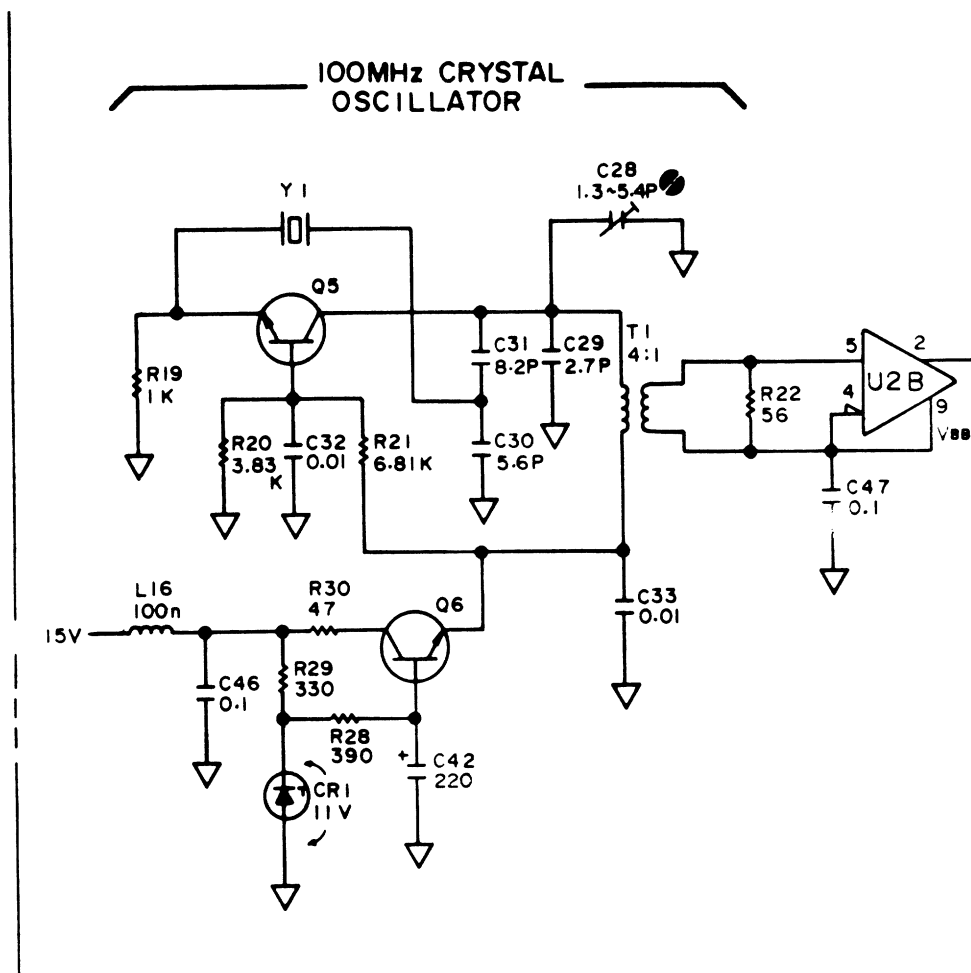 100MHz CRYSTAL
OSCILLATOR
C28
1.3~5.4P
Y1
Q5
C31
8.2P
C29
2.7P
T1
4:1
5
2
U2B
4
9
VBB
R19
1K
R22
56
R20
3.83
K
C32
0.01
R21
6.81K
C30
5.6P
C47
0.1
L16
100n
R30
47
Q6
C33
0.01
15V
C46
0.1
R29
330
R28
390
+
C42
220
CR1
11V